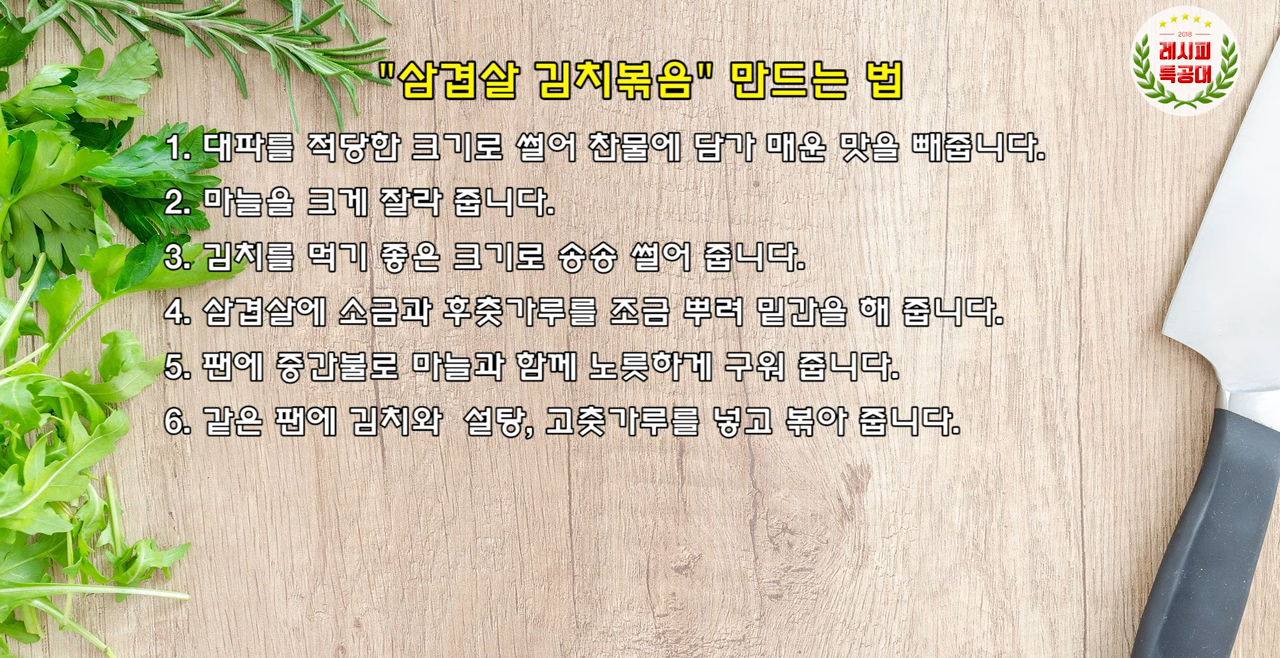 2018
레시피
특공대
"삼겹살 김치볶음" 만드는 법
1. 대파를 적당한 크기로 썰어 찬물에 담가 매운 맛을 빼줍니다.
2. 마늘을 크게 잘라 줍니다.
3. 김치를 먹기 좋은 크기로 송송 썰어 줍니다.
4. 삼겹살에 소금과 후춧가루를 조금 뿌려 밑간을 해 줍니다.
5. 팬에 중간불로 마늘과 함께 노릇하게 구워 줍니다.
6. 같은 팬에 김치와 설탕, 고춧가루를 넣고 볶아 줍니다.